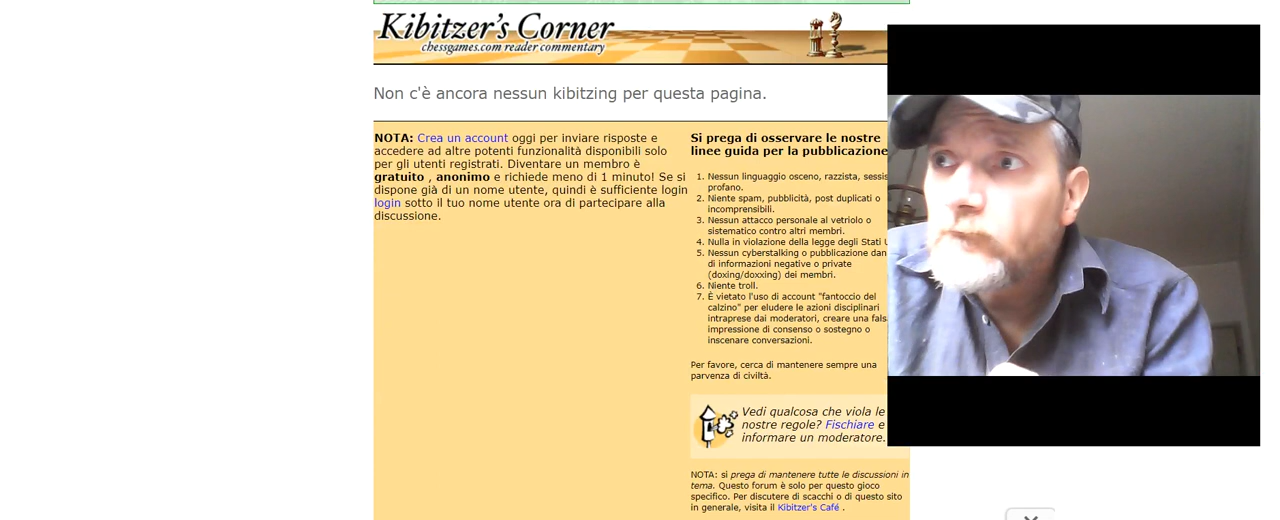 Kibitzer's Corner
chessgames.com reader commentary
Non c'è ancora nessun kibitzing per questa pagina.
NOTA: Crea un account oggi per inviare risposte e
accedere ad altre potenti funzionalità disponibili solo
per gli utenti registrati. Diventare un membro è
gratuito , anonimo e richiede meno di 1 minuto! Se si
dispone già di un nome utente, quindi è sufficiente login
login sotto il tuo nome utente ora di partecipare alla
discussione.
Si prega di osservare le nostre
linee guida per la pubblicazione
1. Nessun linguaggio osceno, razzista, sessis
profano.
2. Niente spam, pubblicità, post duplicati o
incomprensibili.
3. Nessun attacco personale al vetriolo o
sistematico contro altri membri.
4. Nulla in violazione della legge degli Stati U
5. Nessun cyberstalking o pubblicazione dan
di informazioni negative o private
(doxing/doxxing) dei membri.
6. Niente troll.
7. È vietato l'uso di account "fantoccio del
calzino" per eludere le azioni disciplinari
intraprese dai moderatori, creare una fals
impressione di consenso o sostegno o
inscenare conversazioni.
Per favore, cerca di mantenere sempre una
parvenza di civiltà.
Vedi qualcosa che viola le
nostre regole? Fischiare e
informare un moderatore.
NOTA: si prega di mantenere tutte le discussioni in
tema. Questo forum è solo per questo gioco
specifico. Per discutere di scacchi o di questo sito
in generale, visita il Kibitzer's Café .